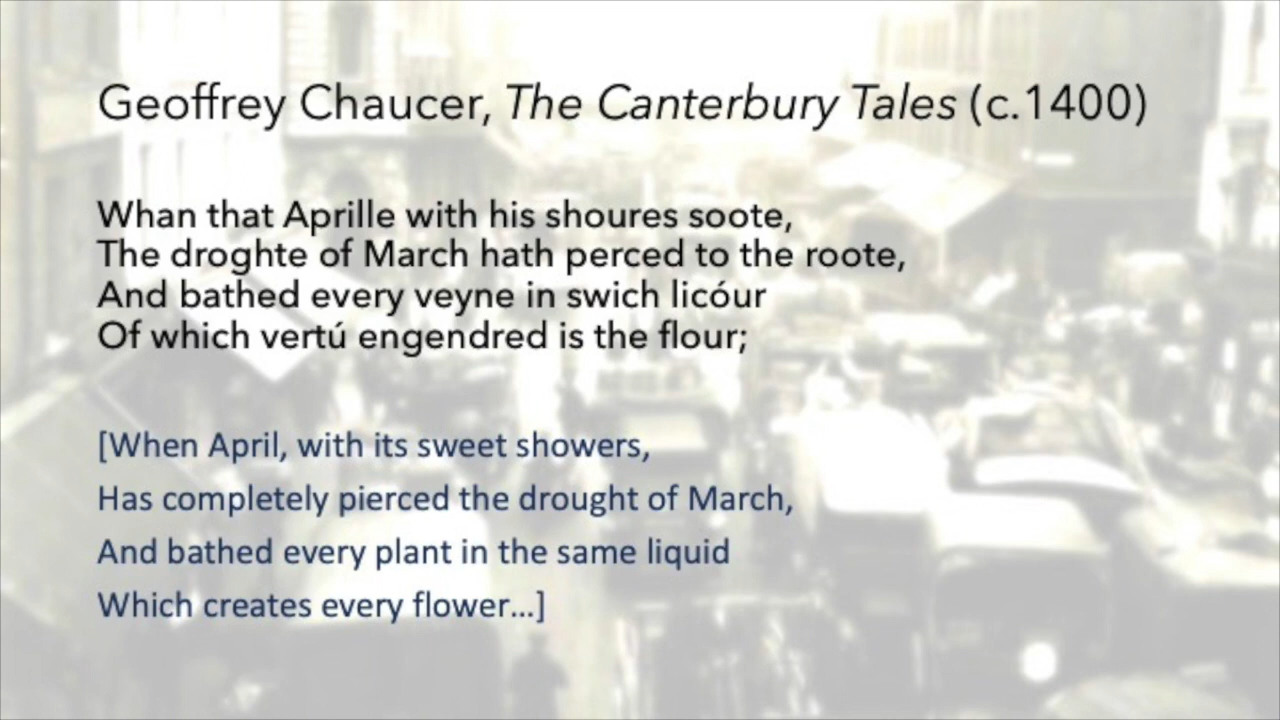 Geoffrey Chaucer, The Canterbury Tales (c.1400)
Whan that Aprille with his shoures soote,
The droghte of March hath perced to the roote,
And bathed every veyne in swich licóur
Of which vertú engendred is the flour;
[When April, with its sweet showers,
Has completely pierced the drought of March,
And bathed every plant in the same liquid
Which creates every flower...]